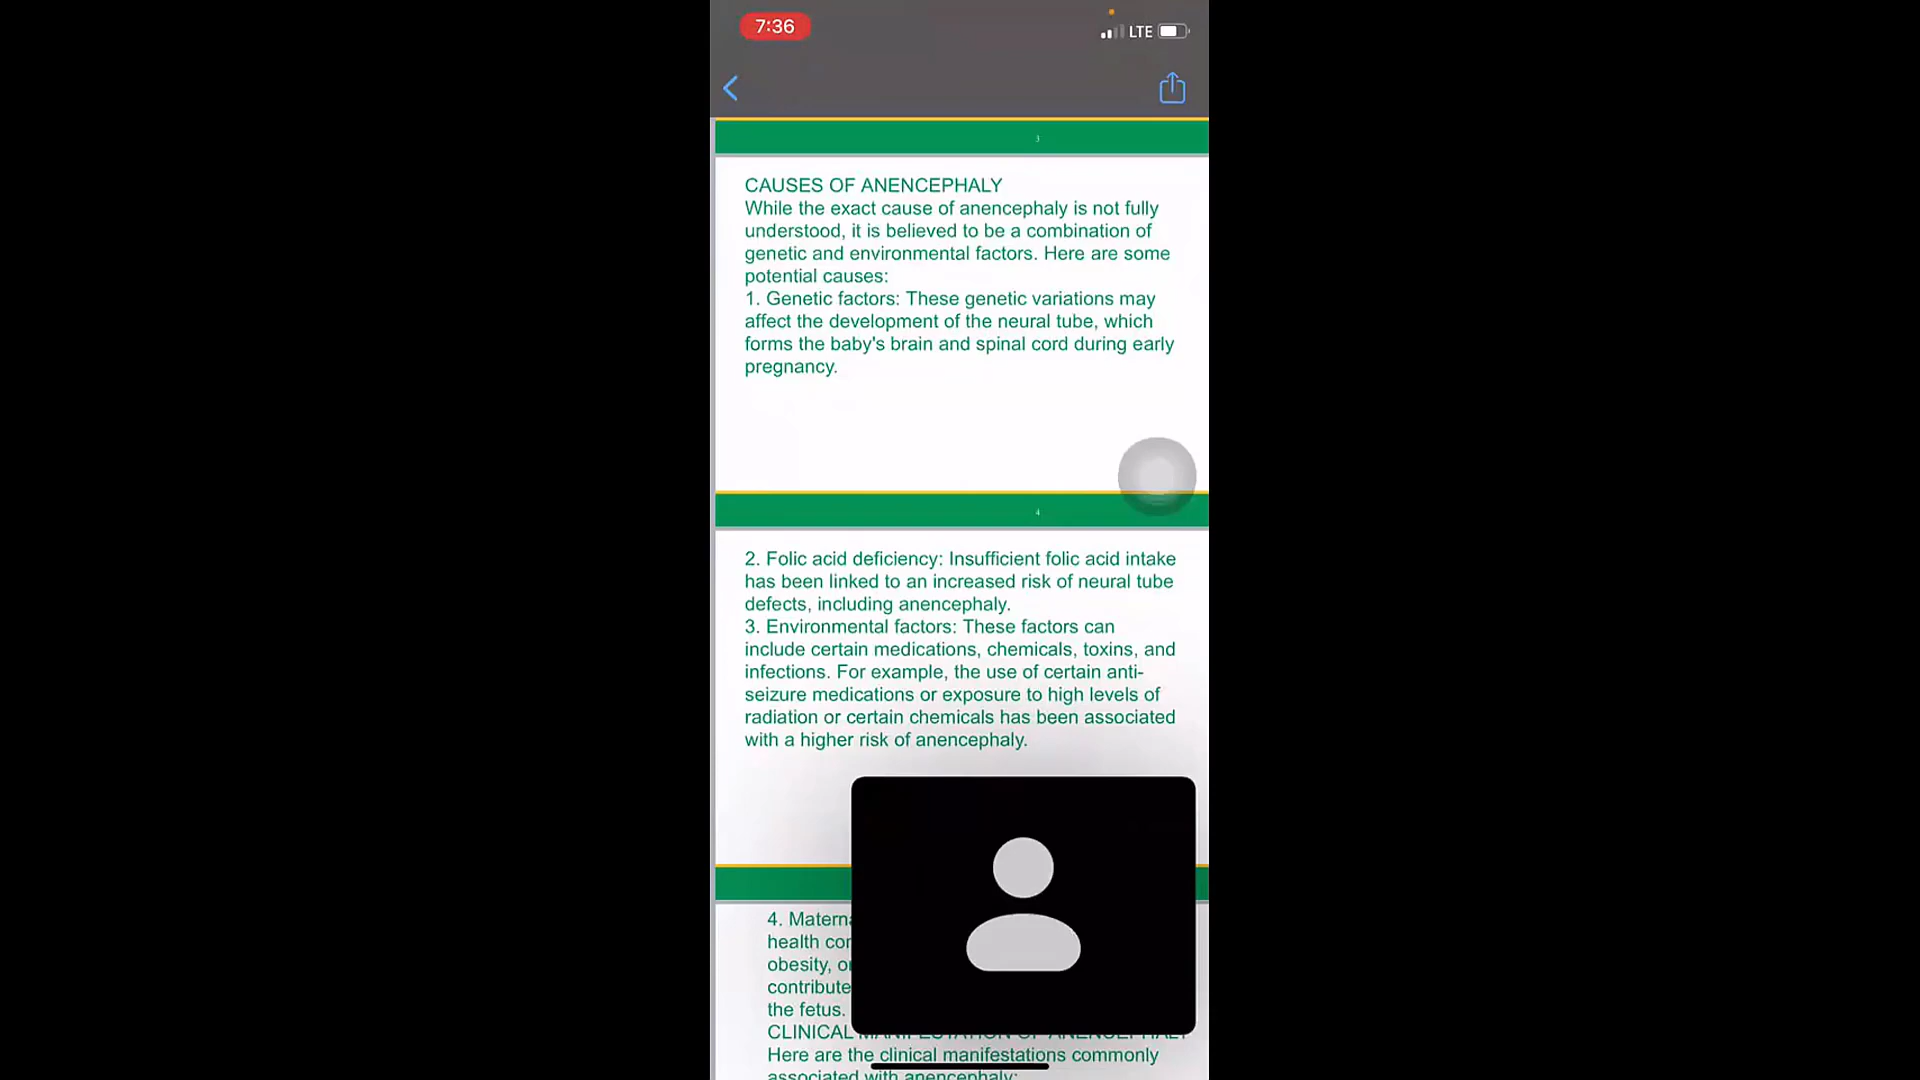 7:36
LTE
3
CAUSES OF ANENCEPHALY
While the exact cause of anencephaly is not fully
understood, it is believed to be a combination of
genetic and environmental factors. Here are some
potential causes:
1. Genetic factors: These genetic variations may
affect the development of the neural tube, which
forms the baby's brain and spinal cord during early
pregnancy.
4
2. Folic acid deficiency: Insufficient folic acid intake
has been linked to an increased risk of neural tube
defects, including anencephaly.
3. Environmental factors: These factors can
include certain medications, chemicals, toxins, and
infections. For example, the use of certain anti-
seizure medications or exposure to high levels of
radiation or certain chemicals has been associated
with a higher risk of anencephaly.
4.
health
obesity,
contribute
the fetus.
CLINICAL MANIFESTATION OF ANENCEPHALY
Here are the clinical manifestations commonly
associated with anencephaly: